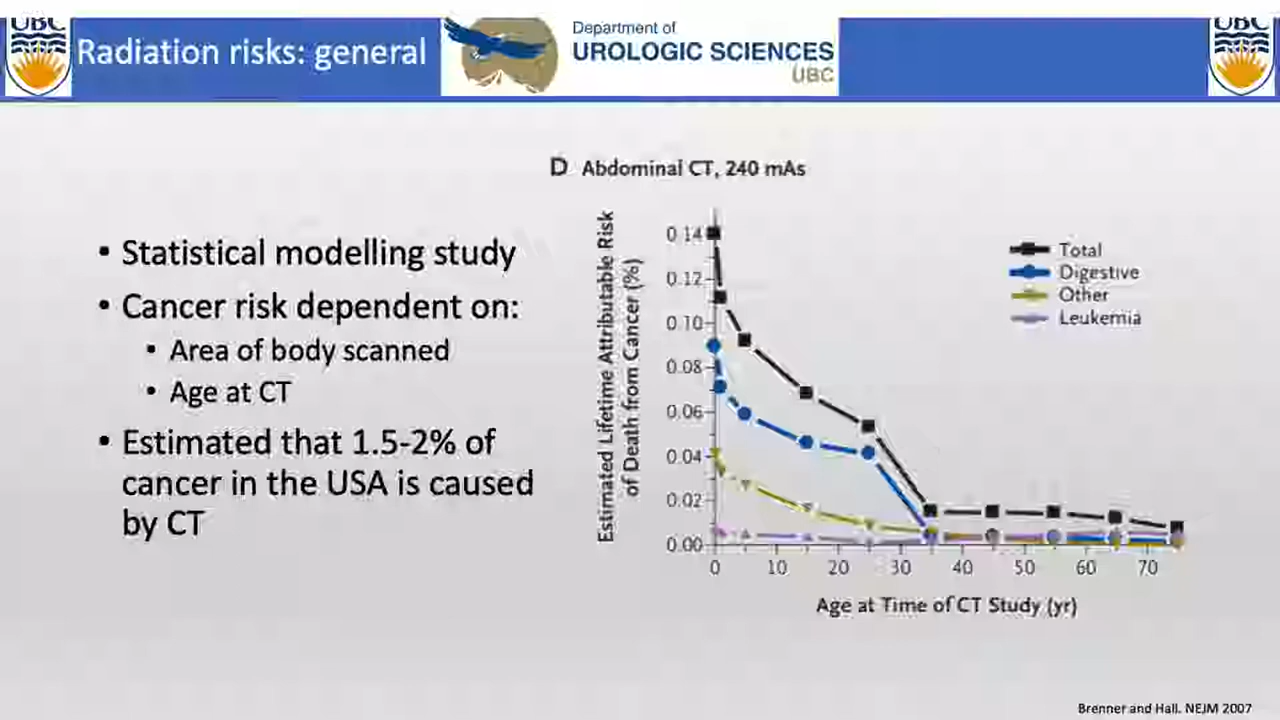 UBC
Radiation risks: general
Department of
UROLOGIC SCIENCES
UBC
UBC
• Statistical modelling study
• Cancer risk dependent on:
• Area of body scanned
• Age at CT
• Estimated that 1.5-2% of
cancer in the USA is caused
by CT
D Abdominal CT, 240 mAs
Estimated Lifetime Attributable Risk
of Death from Cancer (%)
0.14
0.12
0.10
0.08
0.06
0.04
0.02
0.00
0 10 20 30 40 50 60 70
Age at Time of CT Study (yr)
Total
Digestive
Other
Leukemia
Brenner and Hall. NEJM 2007